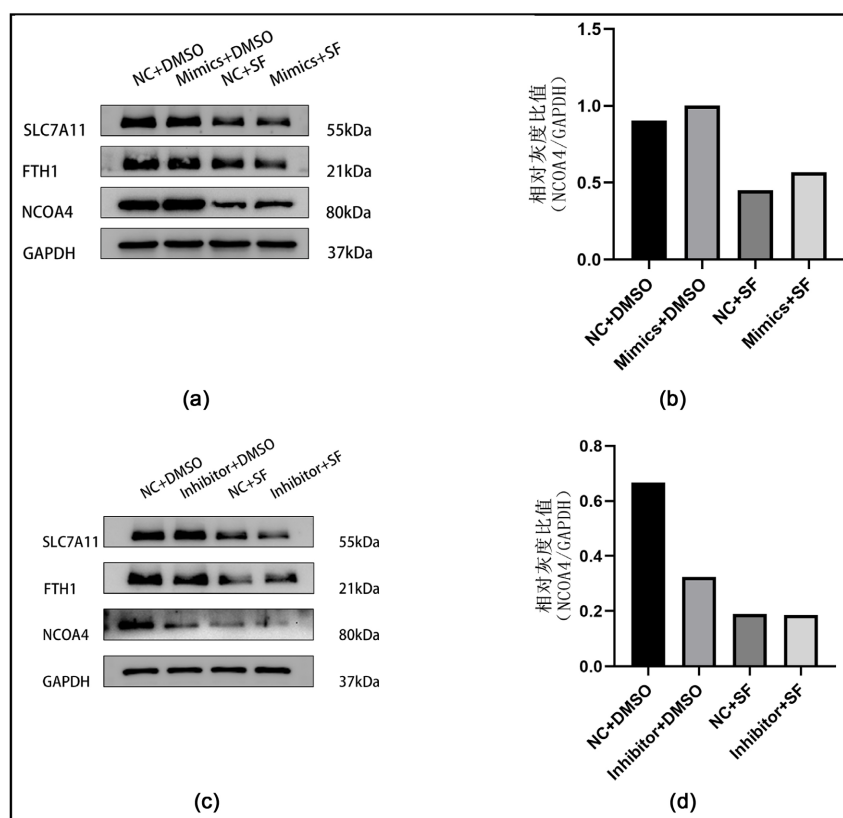 NC+DMSO
Mimics+DMSO
NC+SF
Mimics+SF
SLC7A11
55kDa
FTH1
21kDa
NCOA4
80kDa
GAPDH
37kDa
(a)
相对灰度比值
(NCOA4/GAPDH)
1.5
1.0
0.5
0.0
NC+DMSO
Mimics+DMSO
NC+SF
Mimics+SF
(b)
NC+DMSO
Inhibitor+DMSO
NC+SF
Inhibitor+SF
SLC7A11
55kDa
FTH1
21kDa
NCOA4
80kDa
GAPDH
37kDa
(c)
相对灰度比值
(NCOA4/GAPDH)
0.8
0.6
0.4
0.2
0.0
NC+DMSO
Inhibitor+DMSO
NC+SF
Inhibitor+SF
(d)